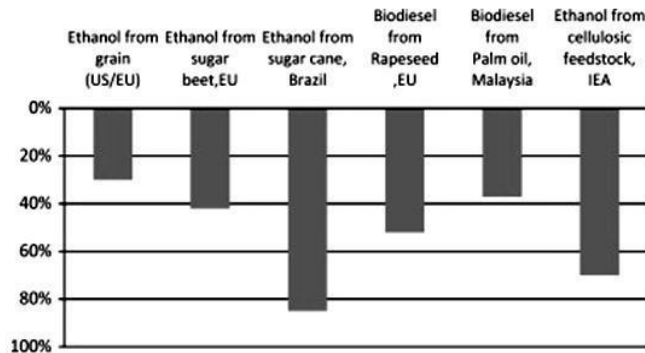 Ethanol from
grain
(US/EU)
Ethanol from
sugar
beet,EU
Ethanol from
sugar cane,
Brazil
Biodiesel
from
Rapeseed
,EU
Biodiesel
from
Palm oil,
Malaysia
Ethanol from
cellulosic
feedstock,
IEA
0%
20%
40%
60%
80%
100%